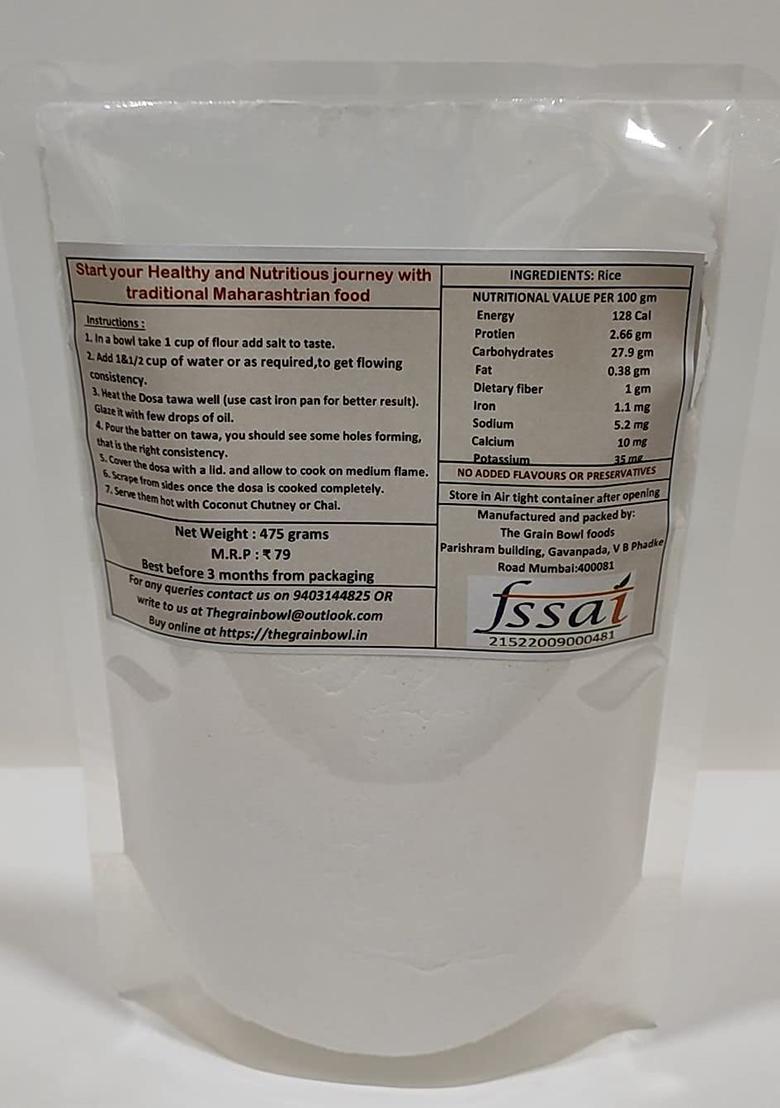 Start your Healthy and Nutritious journey with
traditional Maharashtrian food
Instructions :
1. In a bowl take 1 cup of flour add salt to taste.
2. Add 1&1/2 cup of water or as required,to get flowing
consistency.
3. Heat the Dosa tawa well (use cast iron pan for better result).
Glaze it with few drops of oil.
4. Pour the batter on tawa, you should see some holes forming,
that is the right consistency.
5. Cover the dosa with a lid. and allow to cook on medium flame.
6. Scrape from sides once the dosa is cooked completely.
7. Serve them hot with Coconut Chutney or Chai.
Net Weight : 475 grams
M.R.P : ₹ 79
Best before 3 months from packaging
For any queries contact us on 9403144825 OR
write to us at Thegrainbowl@outlook.com
Buy online at https://thegrainbowl.in
INGREDIENTS: Rice
NUTRITIONAL VALUE PER 100 gm
Energy 128 Cal
Protien 2.66 gm
Carbohydrates 27.9 gm
Fat 0.38 gm
Dietary fiber 1 gm
Iron 1.1 mg
Sodium 5.2 mg
Calcium 10 mg
Potassium 35 mg
NO ADDED FLAVOURS OR PRESERVATIVES
Store in Air tight container after opening
Manufactured and packed by:
The Grain Bowl foods
Parishram building, Gavanpada, V B Phadke
Road Mumbai:400081
fssai
21522009000481